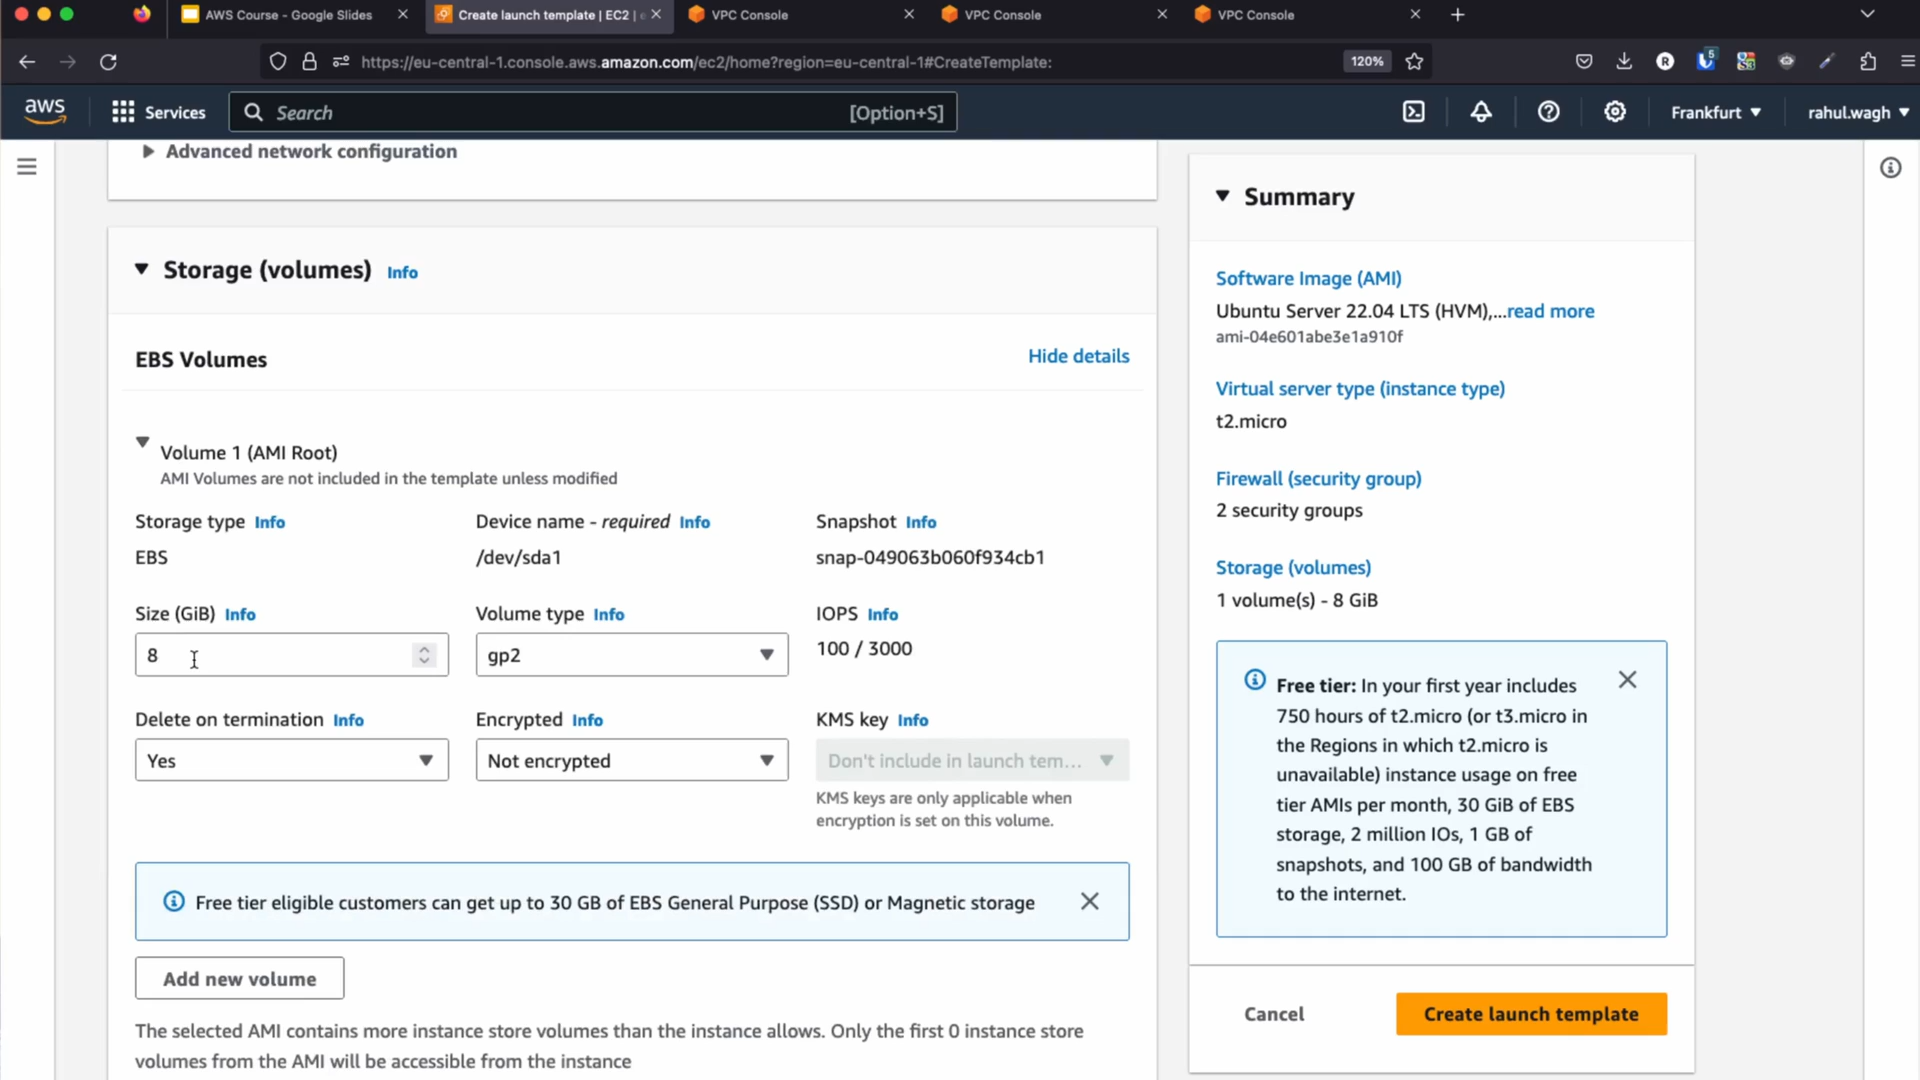 AWS Course - Google Slides
Create launch template | EC2 |
VPC Console
VPC Console
VPC Console
https://eu-central-1.console.aws.amazon.com/ec2/home?region=eu-central-1#CreateTemplate:
120%
R
5
aws
Services
Search
[Option+S]
Frankfurt
rahul.wagh
Advanced network configuration
Storage (volumes) Info
EBS Volumes
Hide details
Volume 1 (AMI Root)
AMI Volumes are not included in the template unless modified
Storage type Info
Device name - required Info
Snapshot Info
EBS
/dev/sda1
snap-049063b060f934cb1
Size (GiB) Info
Volume type Info
IOPS Info
8
gp2
100 / 3000
Delete on termination Info
Encrypted Info
KMS key Info
Yes
Not encrypted
Don't include in launch tem...
KMS keys are only applicable when
encryption is set on this volume.
Free tier eligible customers can get up to 30 GB of EBS General Purpose (SSD) or Magnetic storage
Add new volume
The selected AMI contains more instance store volumes than the instance allows. Only the first 0 instance store
volumes from the AMI will be accessible from the instance
Summary
Software Image (AMI)
Ubuntu Server 22.04 LTS (HVM),...read more
ami-04e601abe3e1a910f
Virtual server type (instance type)
t2.micro
Firewall (security group)
2 security groups
Storage (volumes)
1 volume(s) - 8 GiB
Free tier: In your first year includes
750 hours of t2.micro (or t3.micro in
the Regions in which t2.micro is
unavailable) instance usage on free
tier AMIs per month, 30 GiB of EBS
storage, 2 million IOs, 1 GB of
snapshots, and 100 GB of bandwidth
to the internet.
Cancel
Create launch template